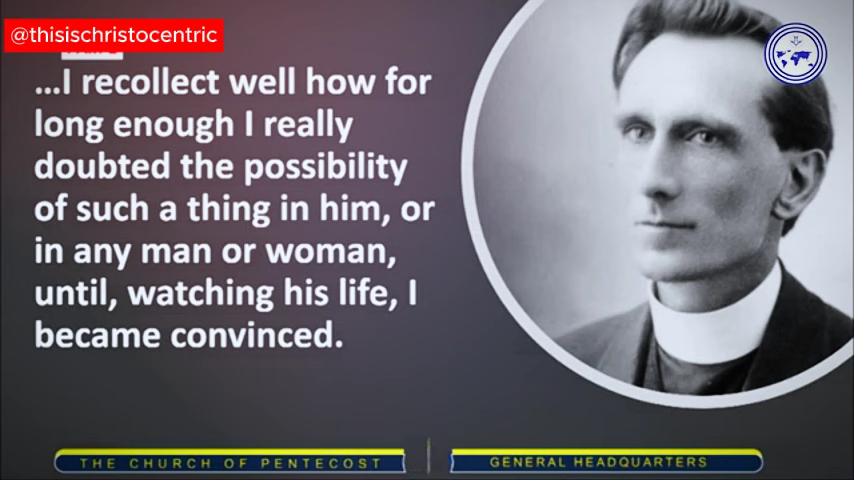 @thisischristocentric
...I recollect well how for
long enough I really
doubted the possibility
of such a thing in him, or
in any man or woman,
until, watching his life, I
became convinced.
THE CHURCH OF PENTECOST
GENERAL HEADQUARTERS